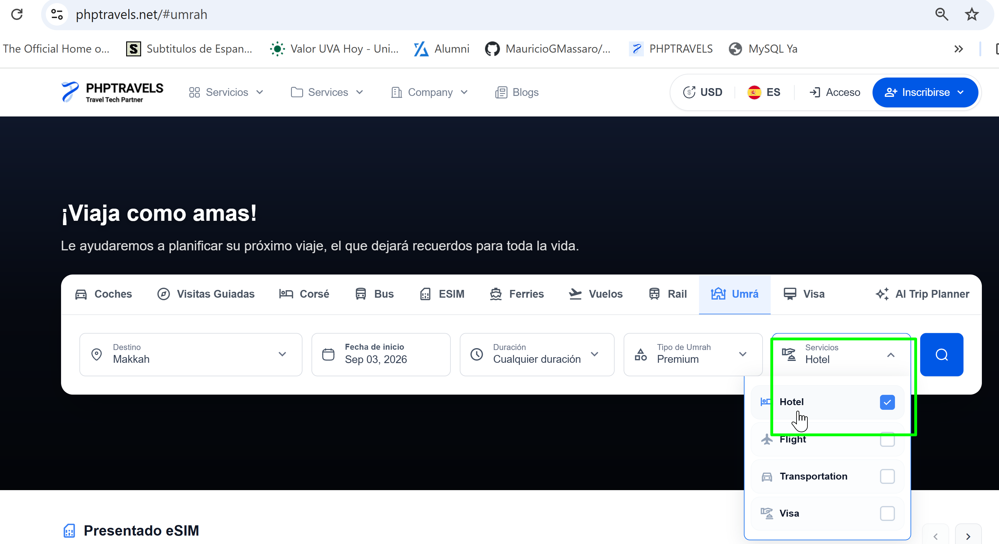 phptravels.net/#umrah
The Official Home o...
Subtitulos de Espan...
Valor UVA Hoy - Uni...
Alumni
MauricioGMassaro/...
PHPTRAVELS
MySQL Ya
PHPTRAVELS
Travel Tech Partner
Servicios
Services
Company
Blogs
USD
ES
Acceso
Inscribirse
¡Viaja como amas!
Le ayudaremos a planificar su próximo viaje, el que dejará recuerdos para toda la vida.
Coches
Visitas Guiadas
Corsé
Bus
ESIM
Ferries
Vuelos
Rail
Umrá
Visa
AI Trip Planner
Destino
Makkah
Fecha de inicio
Sep 03, 2026
Duración
Cualquier duración
Tipo de Umrah
Premium
Servicios
Hotel
Hotel
Flight
Transportation
Visa
Presentado eSIM